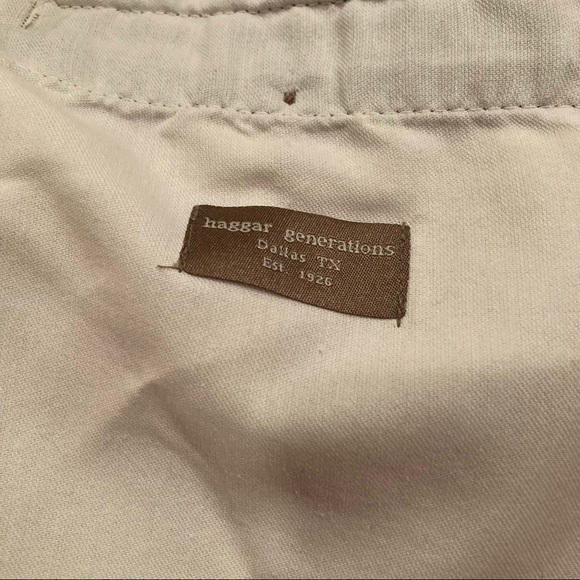 haggar generations
Dallas TX
Est. 1926